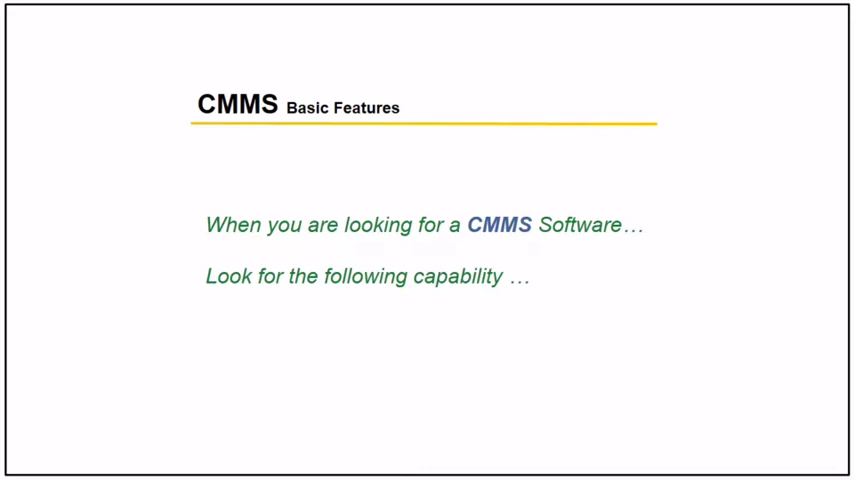 CMMS Basic Features
When you are looking for a CMMS Software…
Look for the following capability …